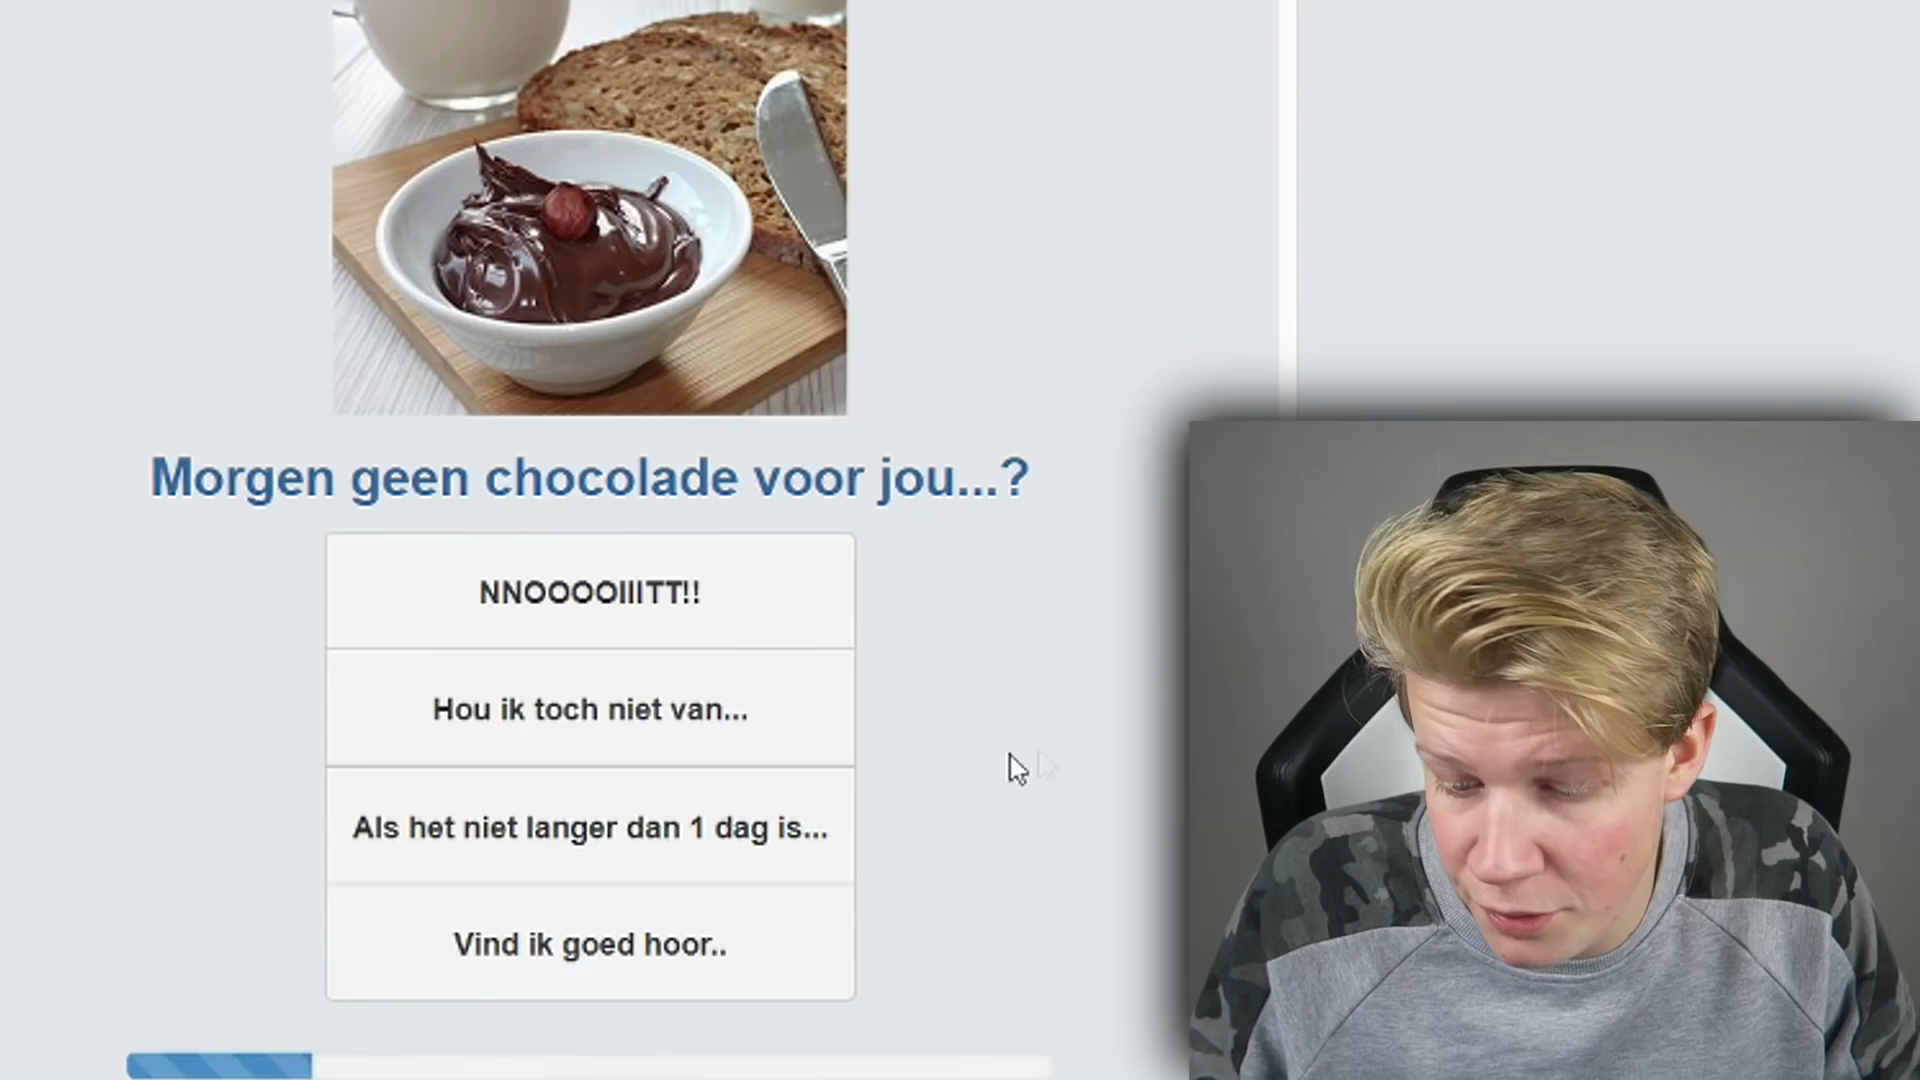 Morgen geen chocolade voor jou...?
NNOOOOIIITT!!
Hou ik toch niet van...
Als het niet langer dan 1 dag is...
Vind ik goed hoor..